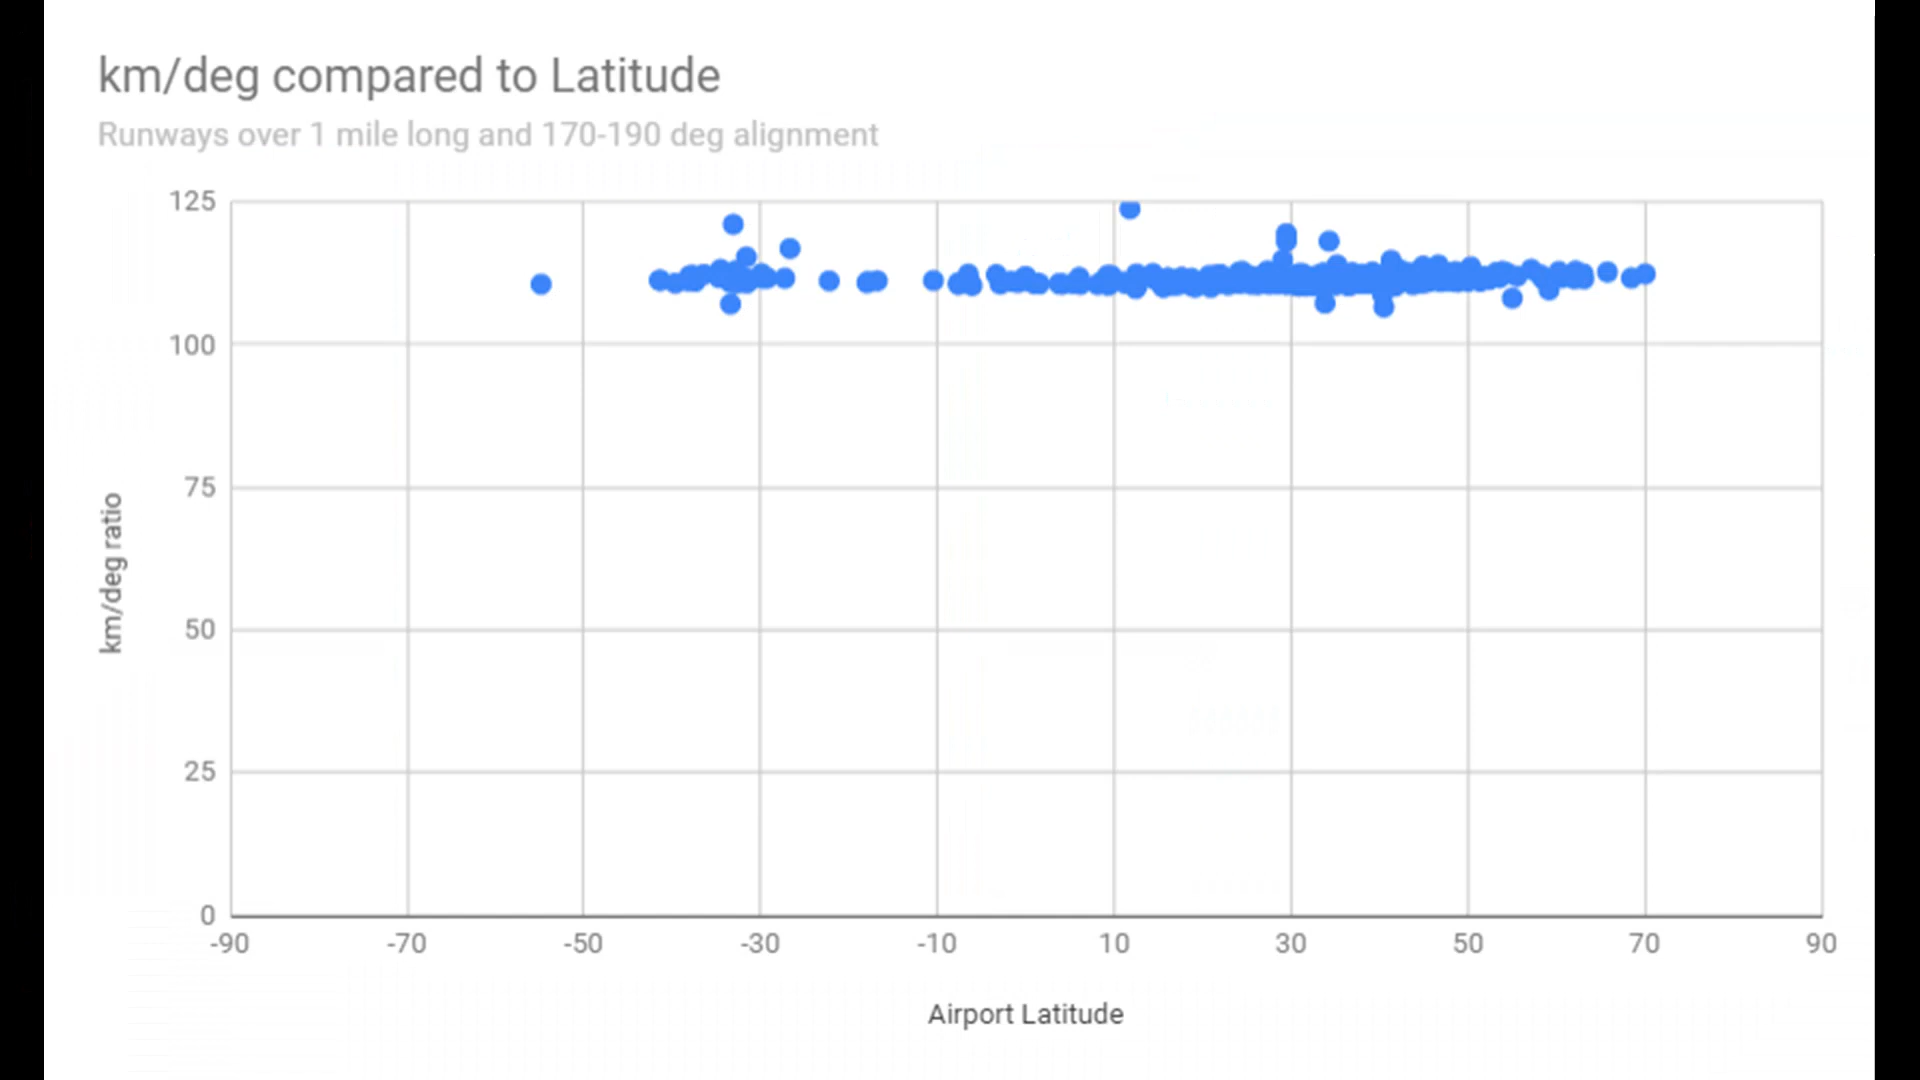 km/deg compared to Latitude
Runways over 1 mile long and 170-190 deg alignment
125
100
75
50
25
0
km/deg ratio
-90 -70 -50 -30 -10 10 30 50 70 90
Airport Latitude